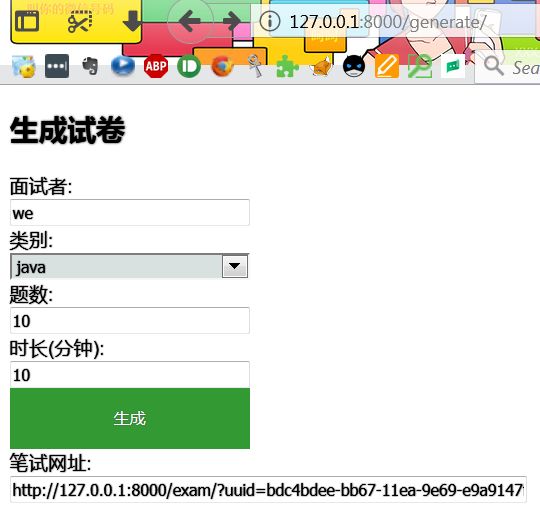 127.0.0.1:8000/generate/
ABP
Sea
生成试卷
面试者:
we
类别:
java
题数:
10
时长(分钟):
10
生成
笔试网址:
http://127.0.0.1:8000/exam/?uuid=bdc4bdee-bb67-11ea-9e69-e9a9147